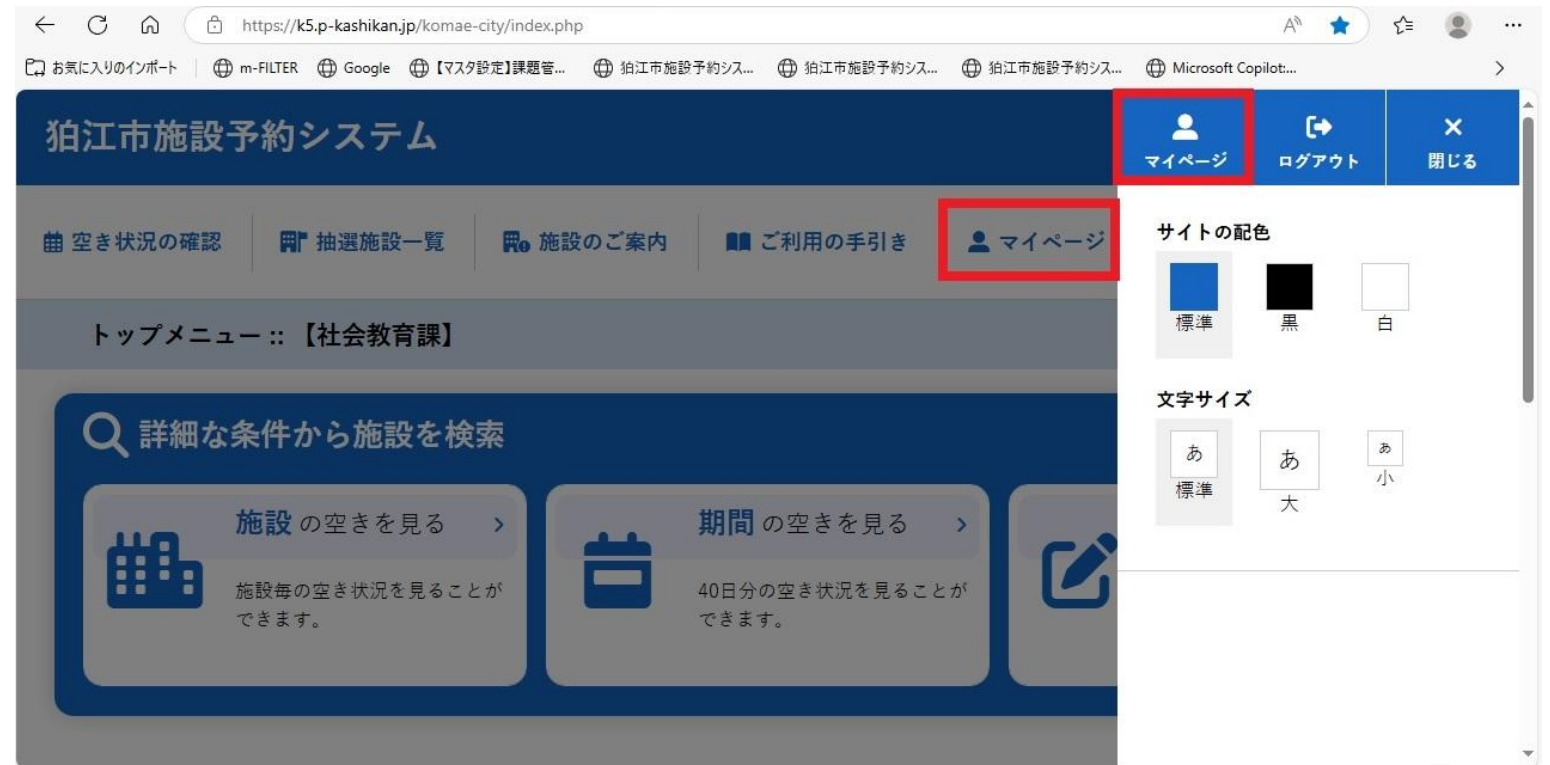 https://k5.p-kashikan.jp/komae-city/index.php
お気に入りのインポート m-FILTER Google 【マスタ設定】課題管... 狛江市施設予約シス... 狛江市施設予約シス... 狛江市施設予約シス... Microsoft Copilot:...
狛江市施設予約システム
マイページ ログアウト 閉じる
空き状況の確認 抽選施設一覧 施設のご案内 ご利用の手引き マイページ
トップメニュー :: 【社会教育課】
詳細な条件から施設を検索
施設 の空きを見る
施設毎の空き状況を見ることが
できます。
期間 の空きを見る
40日分の空き状況を見ることが
できます。
サイトの配色
標準 黒 白
文字サイズ
あ あ あ
標準 大 小